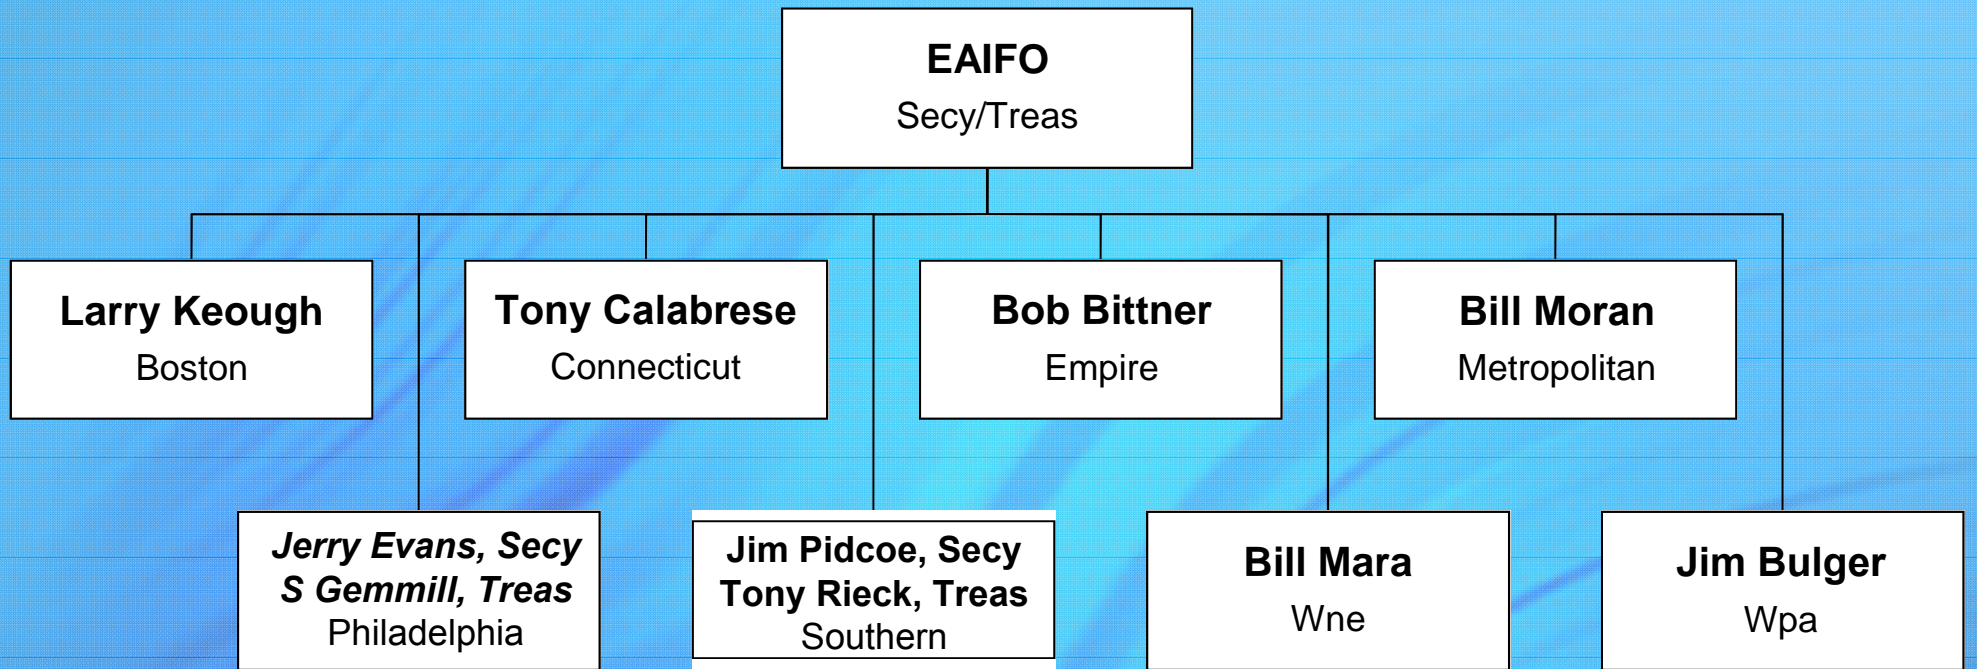 EAIFO
Secy/Treas
Larry Keough
Boston
Tony Calabrese
Connecticut
Bob Bittner
Empire
Bill Moran
Metropolitan
Jerry Evans, Secy
S Gemmill, Treas
Philadelphia
Jim Pidcoe, Secy
Tony Rieck, Treas
Southern
Bill Mara
Wne
Jim Bulger
Wpa